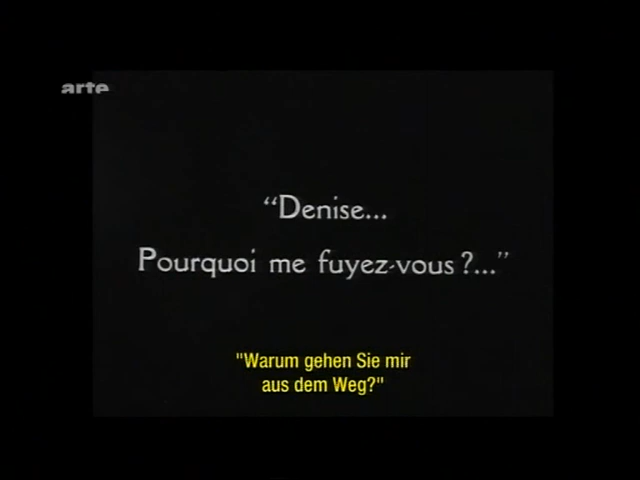 arte
"Denise...
Pourquoi me fuyez-vous ?..."
"Warum gehen Sie mir
aus dem Weg?"